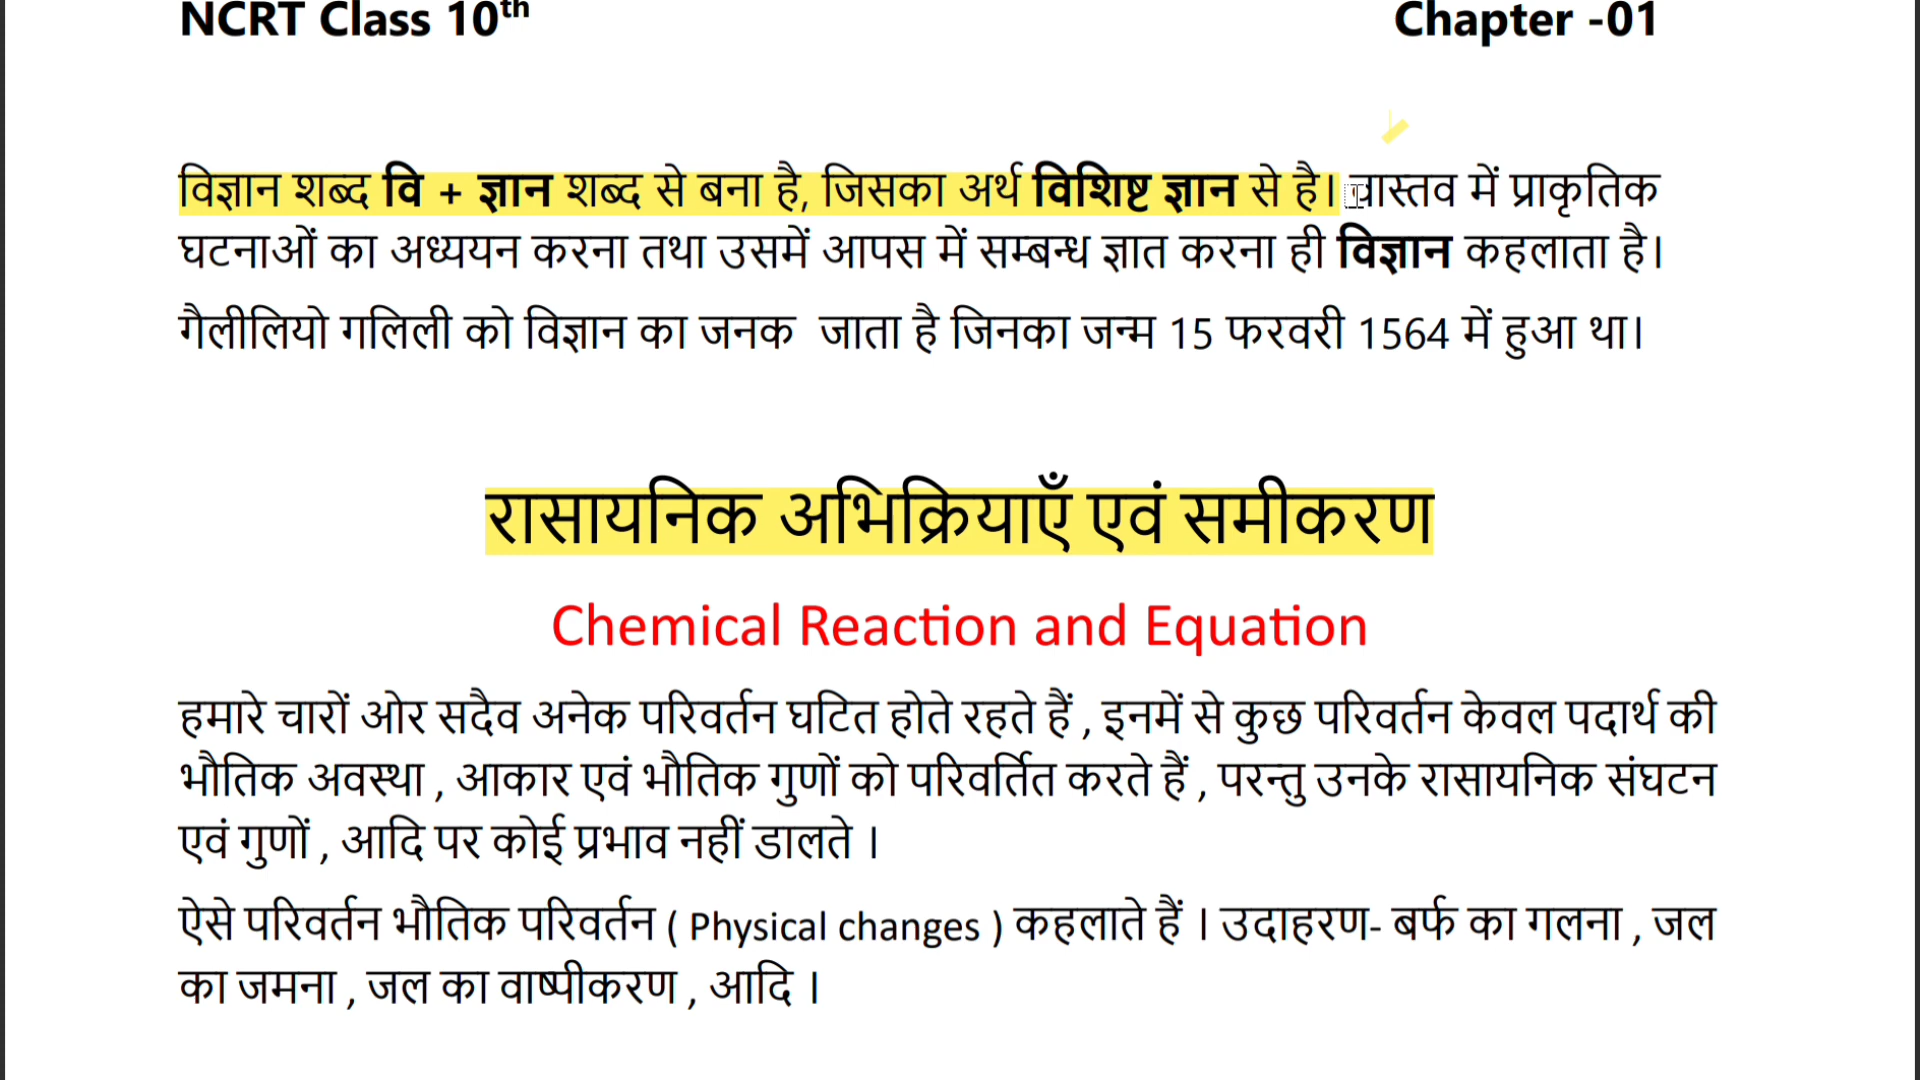 NCRT Class 10th Chapter -01
विज्ञान शब्द वि + ज्ञान शब्द से बना है, जिसका अर्थ विशिष्ट ज्ञान से है। वास्तव में प्राकृतिक
घटनाओं का अध्ययन करना तथा उसमें आपस में सम्बन्ध ज्ञात करना ही विज्ञान कहलाता है।
गैलीलियो गलिली को विज्ञान का जनक जाता है जिनका जन्म 15 फरवरी 1564 में हुआ था।
रासायनिक अभिक्रियाएँ एवं समीकरण
Chemical Reaction and Equation
हमारे चारों ओर सदैव अनेक परिवर्तन घटित होते रहते हैं , इनमें से कुछ परिवर्तन केवल पदार्थ की
भौतिक अवस्था , आकार एवं भौतिक गुणों को परिवर्तित करते हैं , परन्तु उनके रासायनिक संघटन
एवं गुणों , आदि पर कोई प्रभाव नहीं डालते ।
ऐसे परिवर्तन भौतिक परिवर्तन ( Physical changes ) कहलाते हैं । उदाहरण- बर्फ का गलना , जल
का जमना , जल का वाष्पीकरण , आदि ।